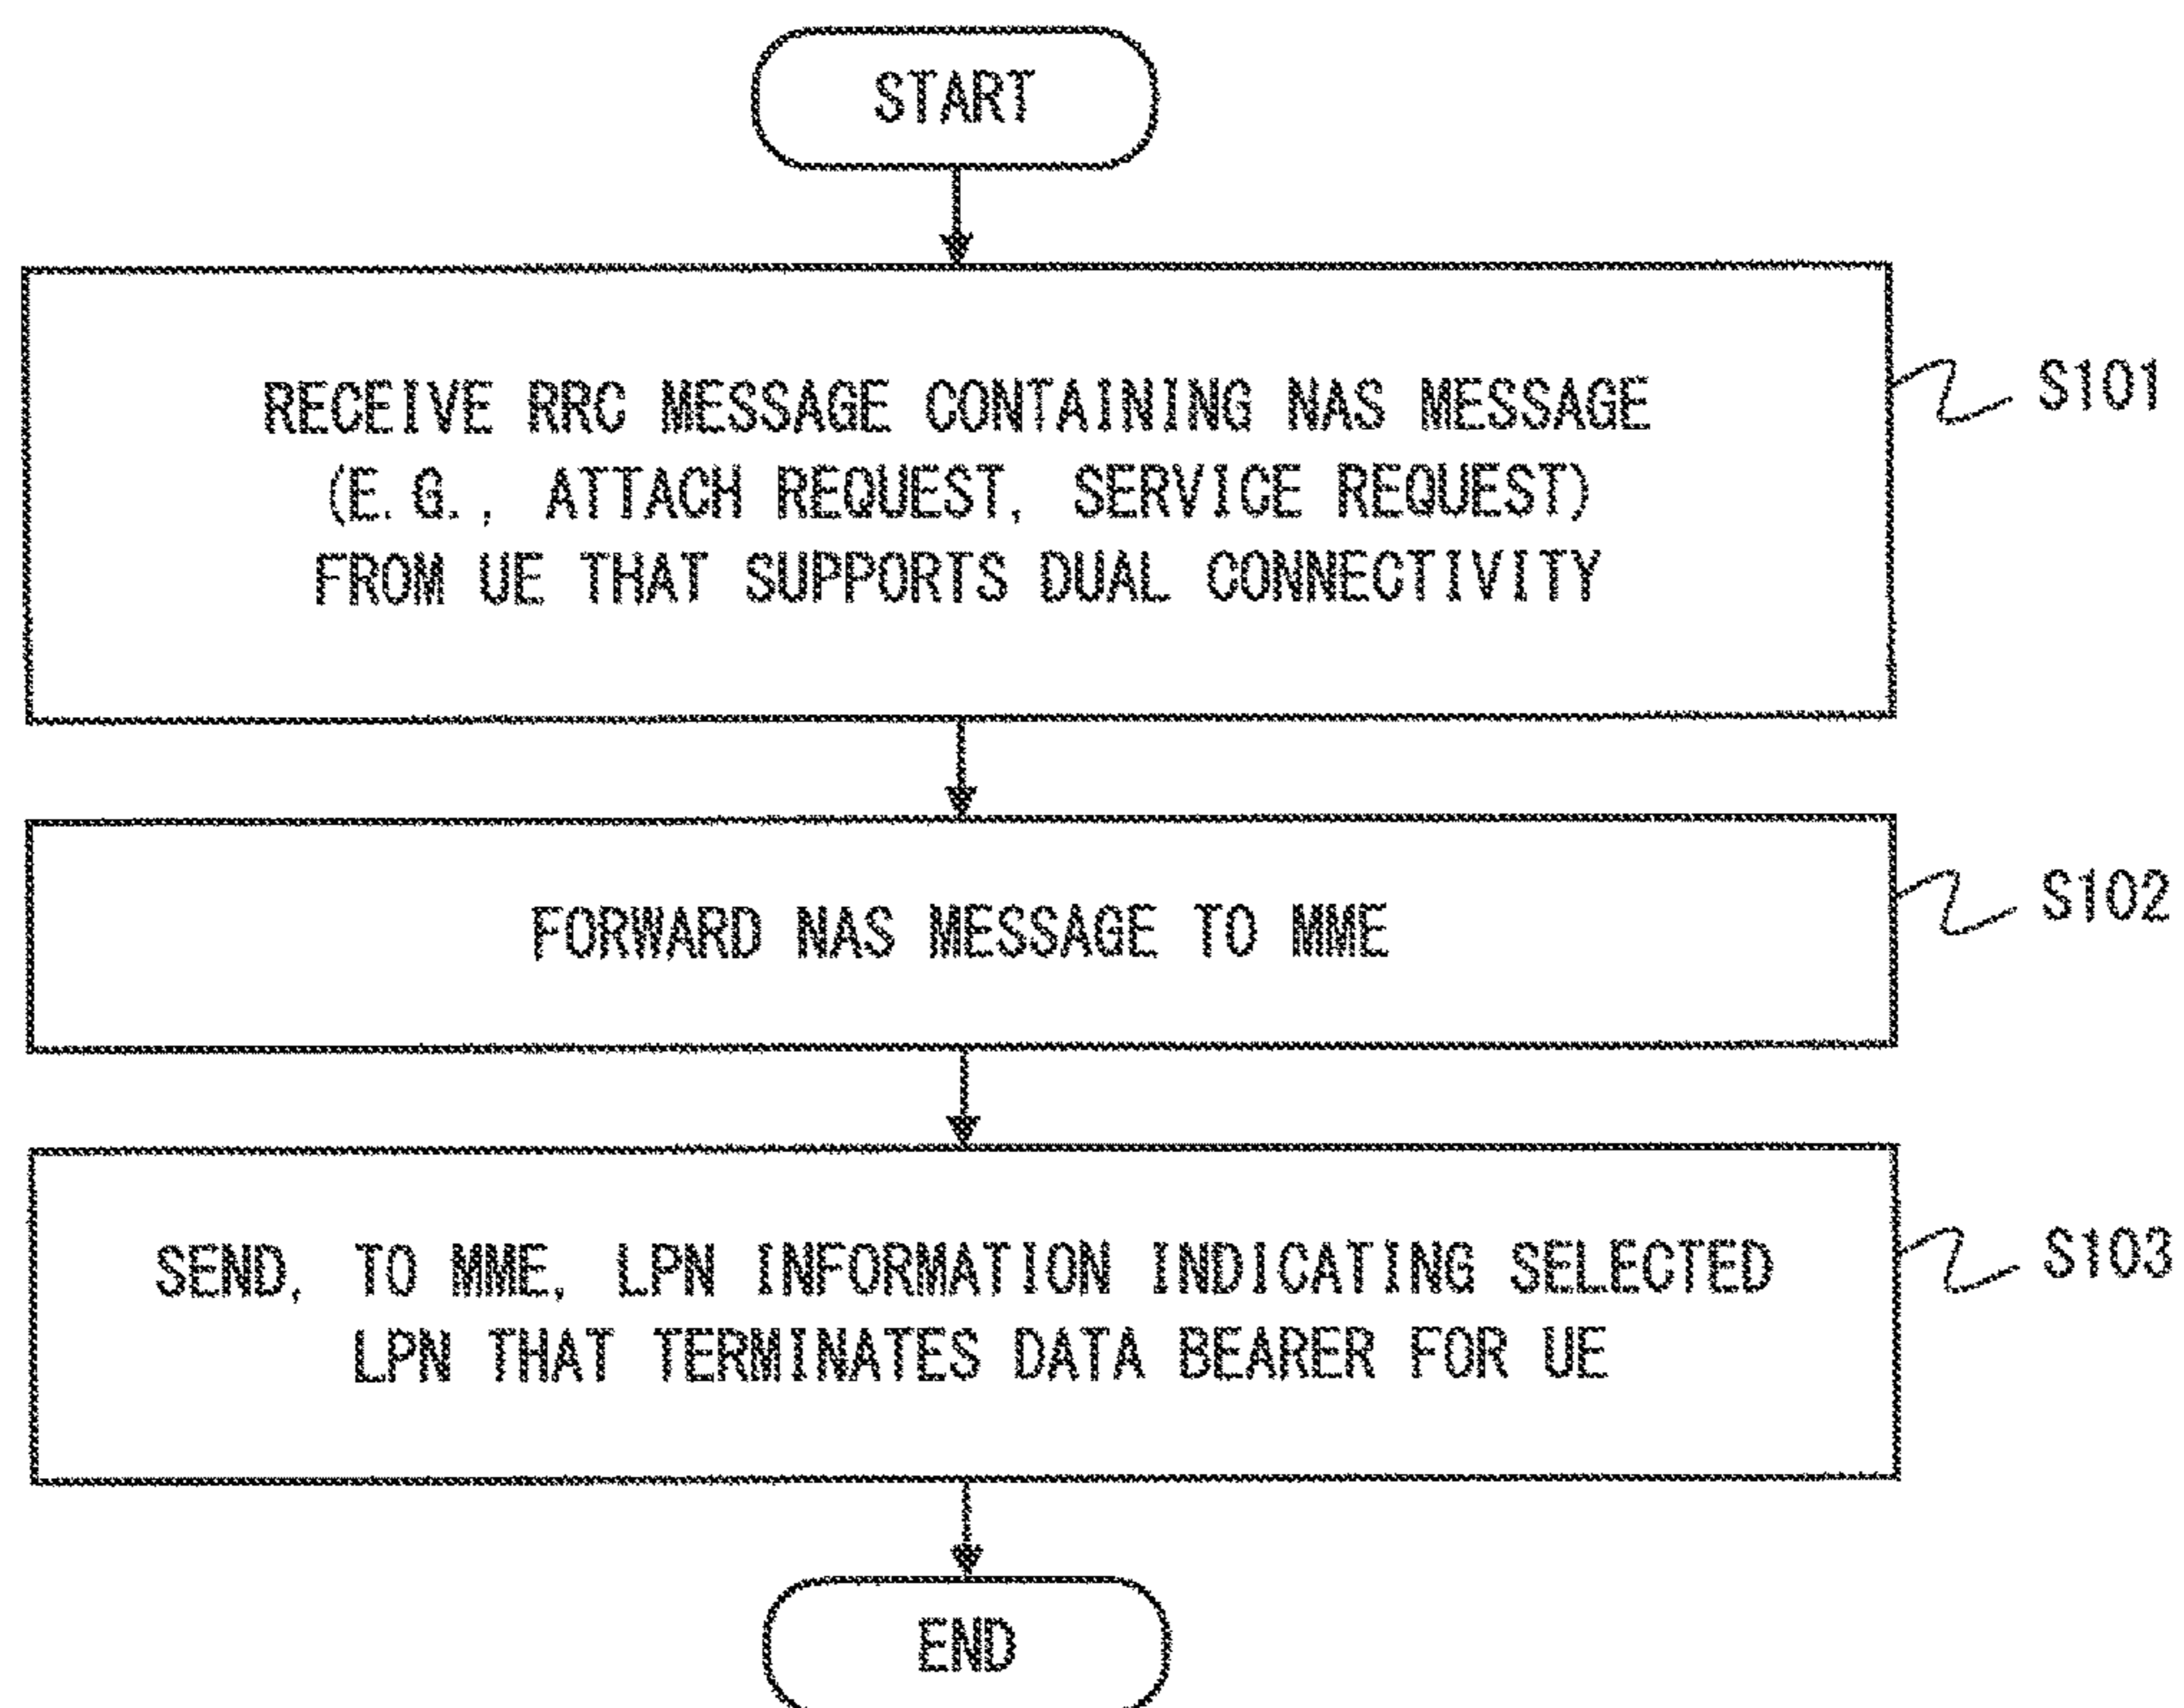 START
RECEIVE RRC MESSAGE CONTAINING NAS MESSAGE
(E.G., ATTACH REQUEST, SERVICE REQUEST)
FROM UE THAT SUPPORTS DUAL CONNECTIVITY
S101
FORWARD NAS MESSAGE TO MME
S102
SEND, TO MME, LPN INFORMATION INDICATING SELECTED
LPN THAT TERMINATES DATA BEARER FOR UE
S103
END